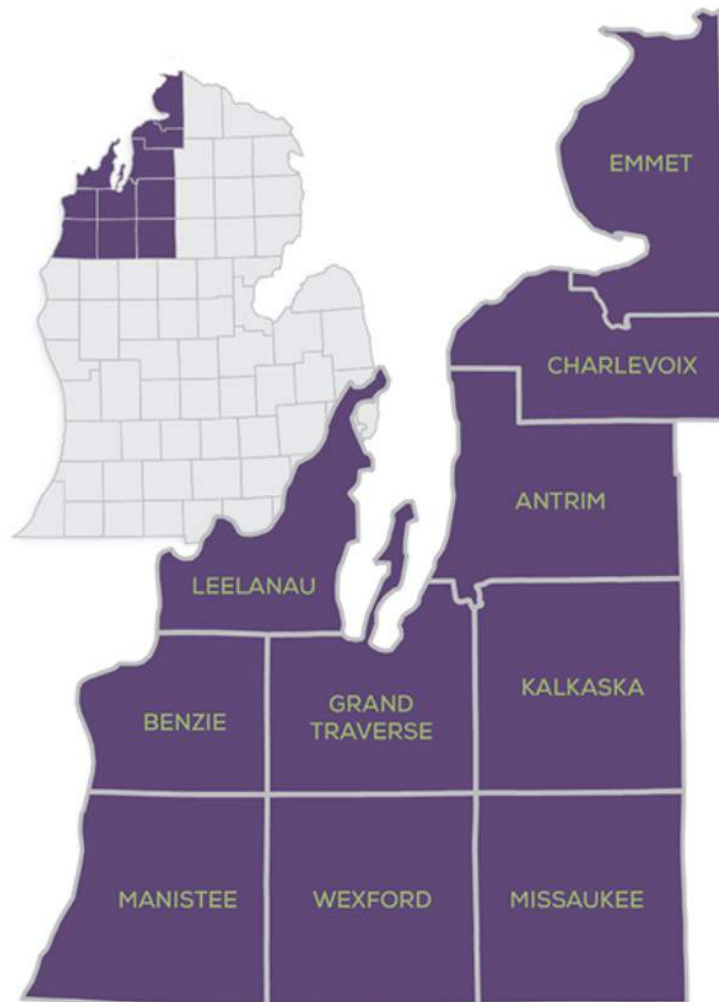 EMMET
CHARLEVOIX
ANTRIM
LEELANAU
KALKASKA
BENZIE
GRAND
TRAVERSE
MANISTEE
WEXFORD
MISSAUKEE